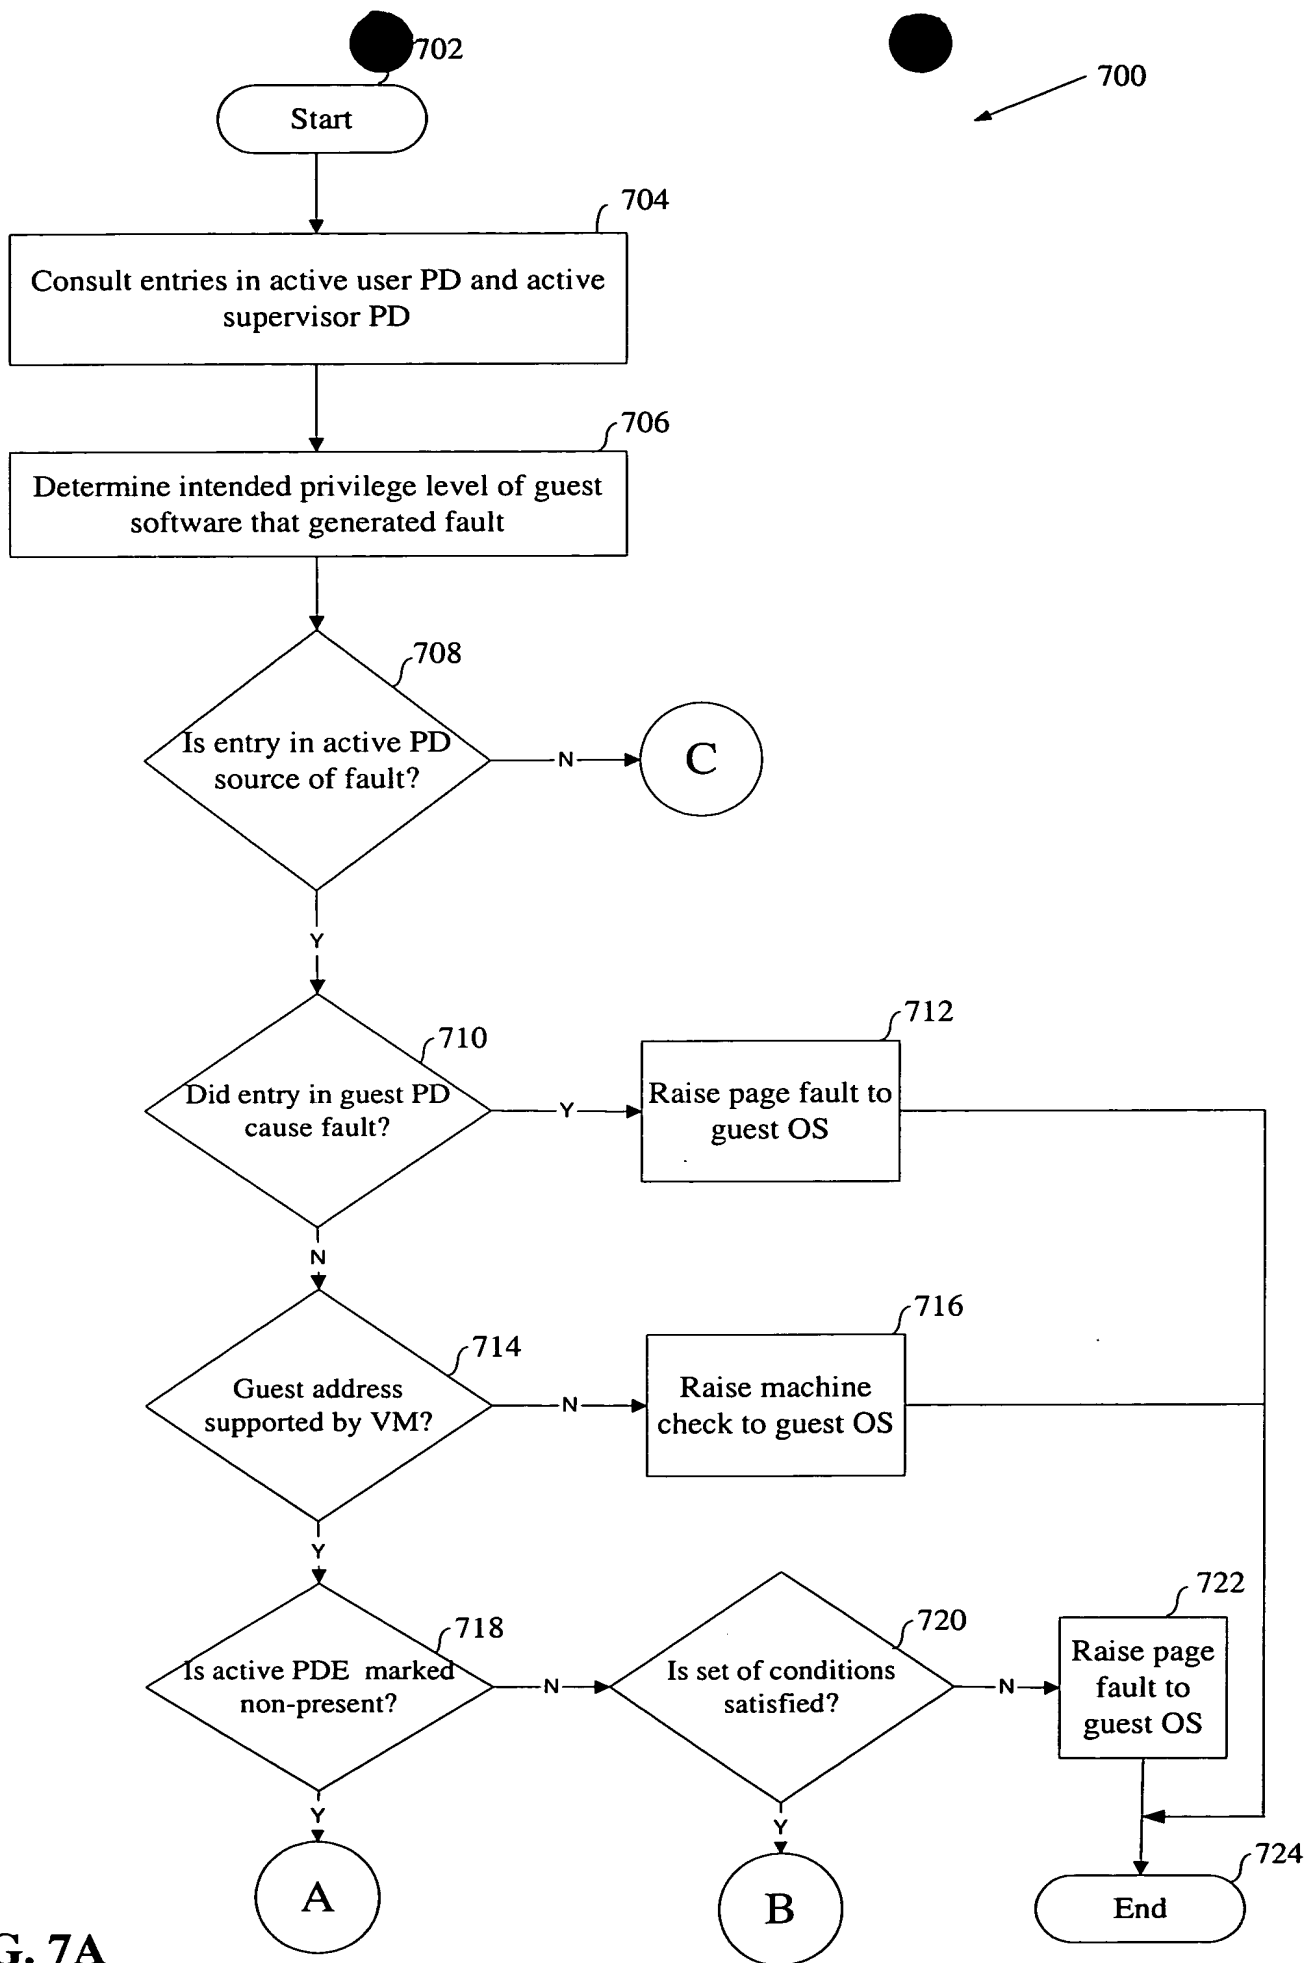 702
700
Start
704
Consult entries in active user PD and active
supervisor PD
706
Determine intended privilege level of guest
software that generated fault
708
Is entry in active PD
source of fault?
N
C
Y
710
Did entry in guest PD
cause fault?
Y
712
Raise page fault to
guest OS
N
714
Guest address
supported by VM?
N
716
Raise machine
check to guest OS
Y
718
Is active PDE marked
non-present?
N
720
Is set of conditions
satisfied?
N
722
Raise page
fault to
guest OS
Y
A
Y
B
724
End
G. 7A